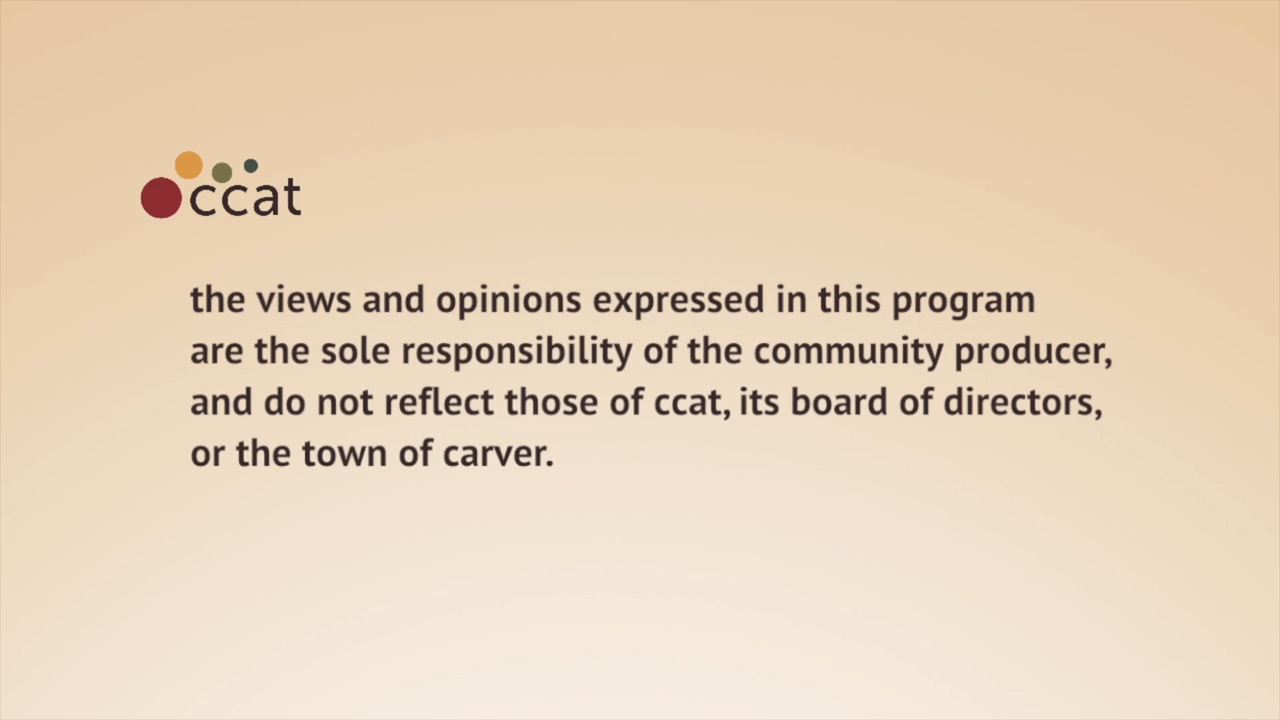 ccat
the views and opinions expressed in this program
are the sole responsibility of the community producer,
and do not reflect those of ccat, its board of directors,
or the town of carver.